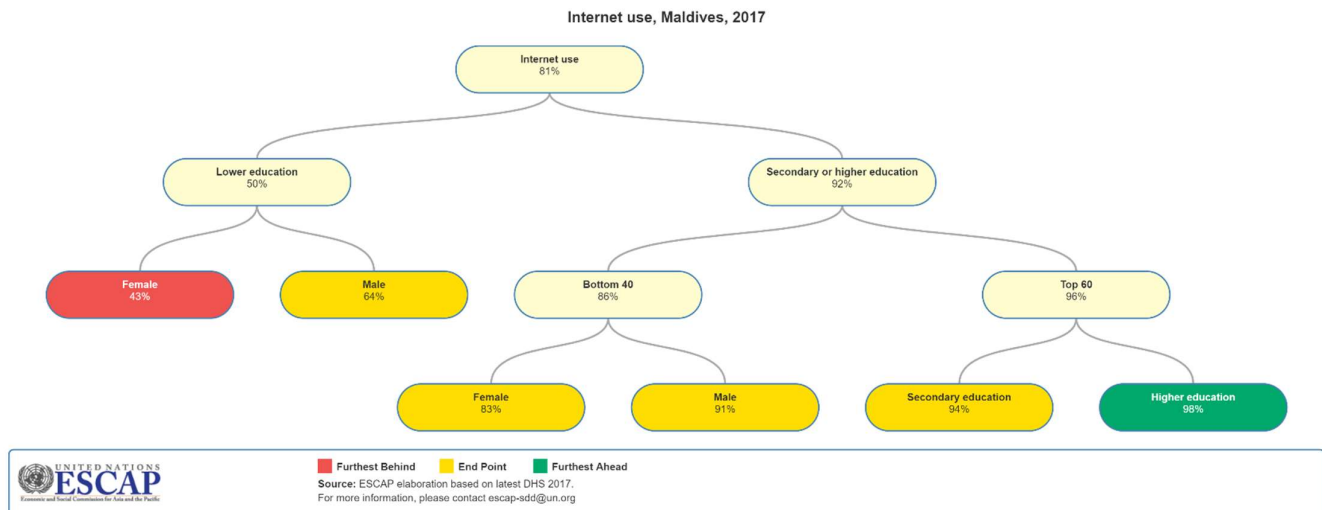 Internet use, Maldives, 2017
Internet use
81%
Lower education
50%
Secondary or higher education
92%
Female
43%
Male
64%
Bottom 40
86%
Top 60
96%
Female
83%
Male
91%
Secondary education
94%
Higher education
98%
UNITED NATIONS
ESCAP
Economic and Social Commission for Asia and the Pacific
Furthest Behind
End Point
Furthest Ahead
Source: ESCAP elaboration based on latest DHS 2017.
For more information, please contact escap-sdd@un.org